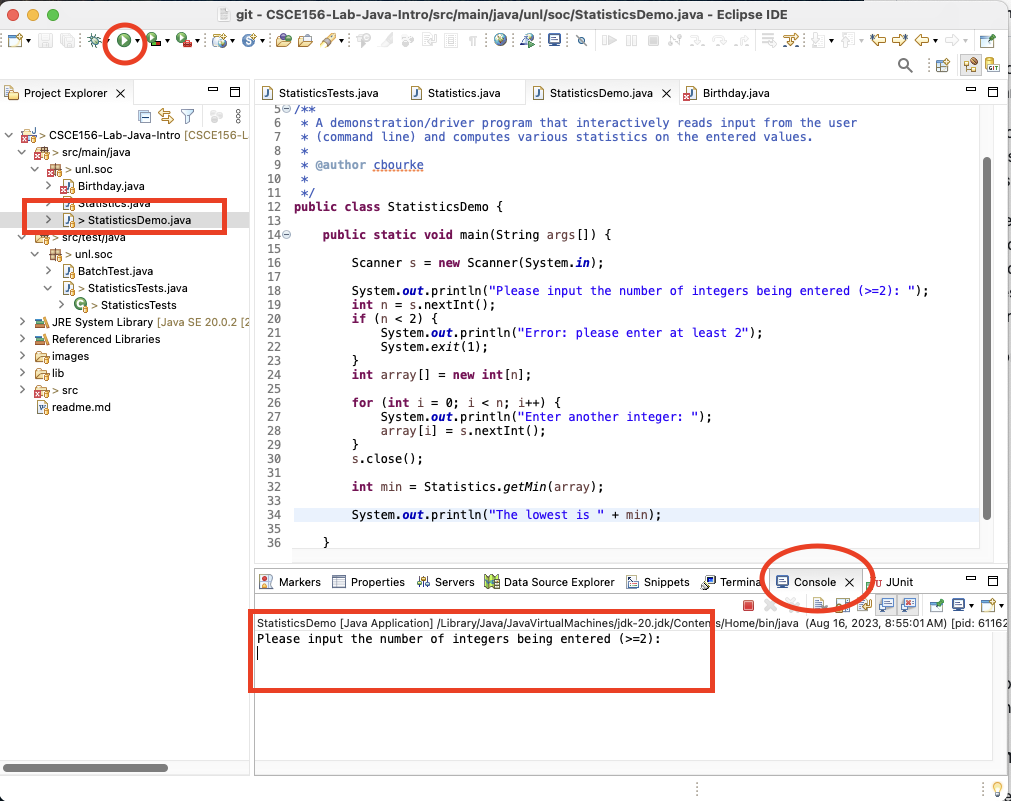 git - CSCE156-Lab-Java-Intro/src/main/java/unl/soc/StatisticsDemo.java - Eclipse IDE
Project Explorer
CSCE156-Lab-Java-Intro [CSCE156-L
> src/main/java
> unl.soc
Birthday.java
Statistics.java
> StatisticsDemo.java
> src/test/java
> unl.soc
BatchTest.java
> StatisticsTests.java
> StatisticsTests
JRE System Library [Java SE 20.0.2 [2
Referenced Libraries
images
lib
> src
readme.md
StatisticsTests.java Statistics.java StatisticsDemo.java Birthday.java
5 /**
6 * A demonstration/driver program that interactively reads input from the user
7 * (command line) and computes various statistics on the entered values.
8 *
9 * @author cbourke
10 *
11 */
12 public class StatisticsDemo {
13
14 public static void main(String args[]) {
15
16 Scanner s = new Scanner(System.in);
17
18 System.out.println("Please input the number of integers being entered (>=2): ");
19 int n = s.nextInt();
20 if (n < 2) {
21 System.out.println("Error: please enter at least 2");
22 System.exit(1);
23 }
24 int array[] = new int[n];
25
26 for (int i = 0; i < n; i++) {
27 System.out.println("Enter another integer: ");
28 array[i] = s.nextInt();
29 }
30 s.close();
31
32 int min = Statistics.getMin(array);
33
34 System.out.println("The lowest is " + min);
35
36 }
Markers Properties Servers Data Source Explorer Snippets Termina Console JUnit
StatisticsDemo [Java Application] /Library/Java/JavaVirtualMachines/jdk-20.jdk/Contents/Home/bin/java (Aug 16, 2023, 8:55:01 AM) [pid: 61162
Please input the number of integers being entered (>=2):